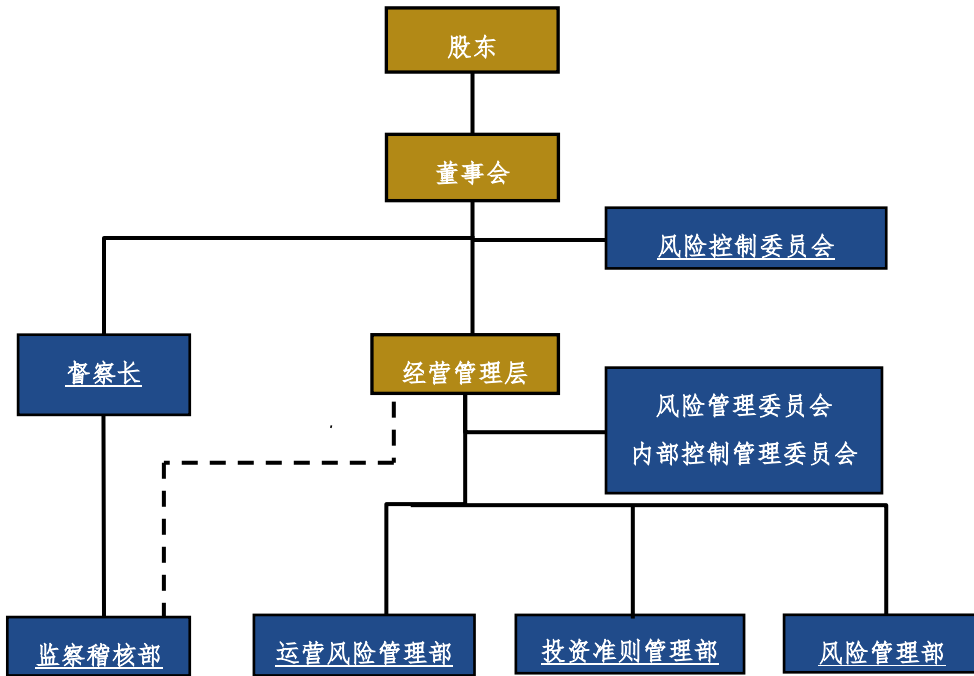 股东
董事会
风险控制委员会
督察长
经营管理层
风险管理委员会
内部控制管理委员会
监察稽核部
运营风险管理部
投资准则管理部
风险管理部